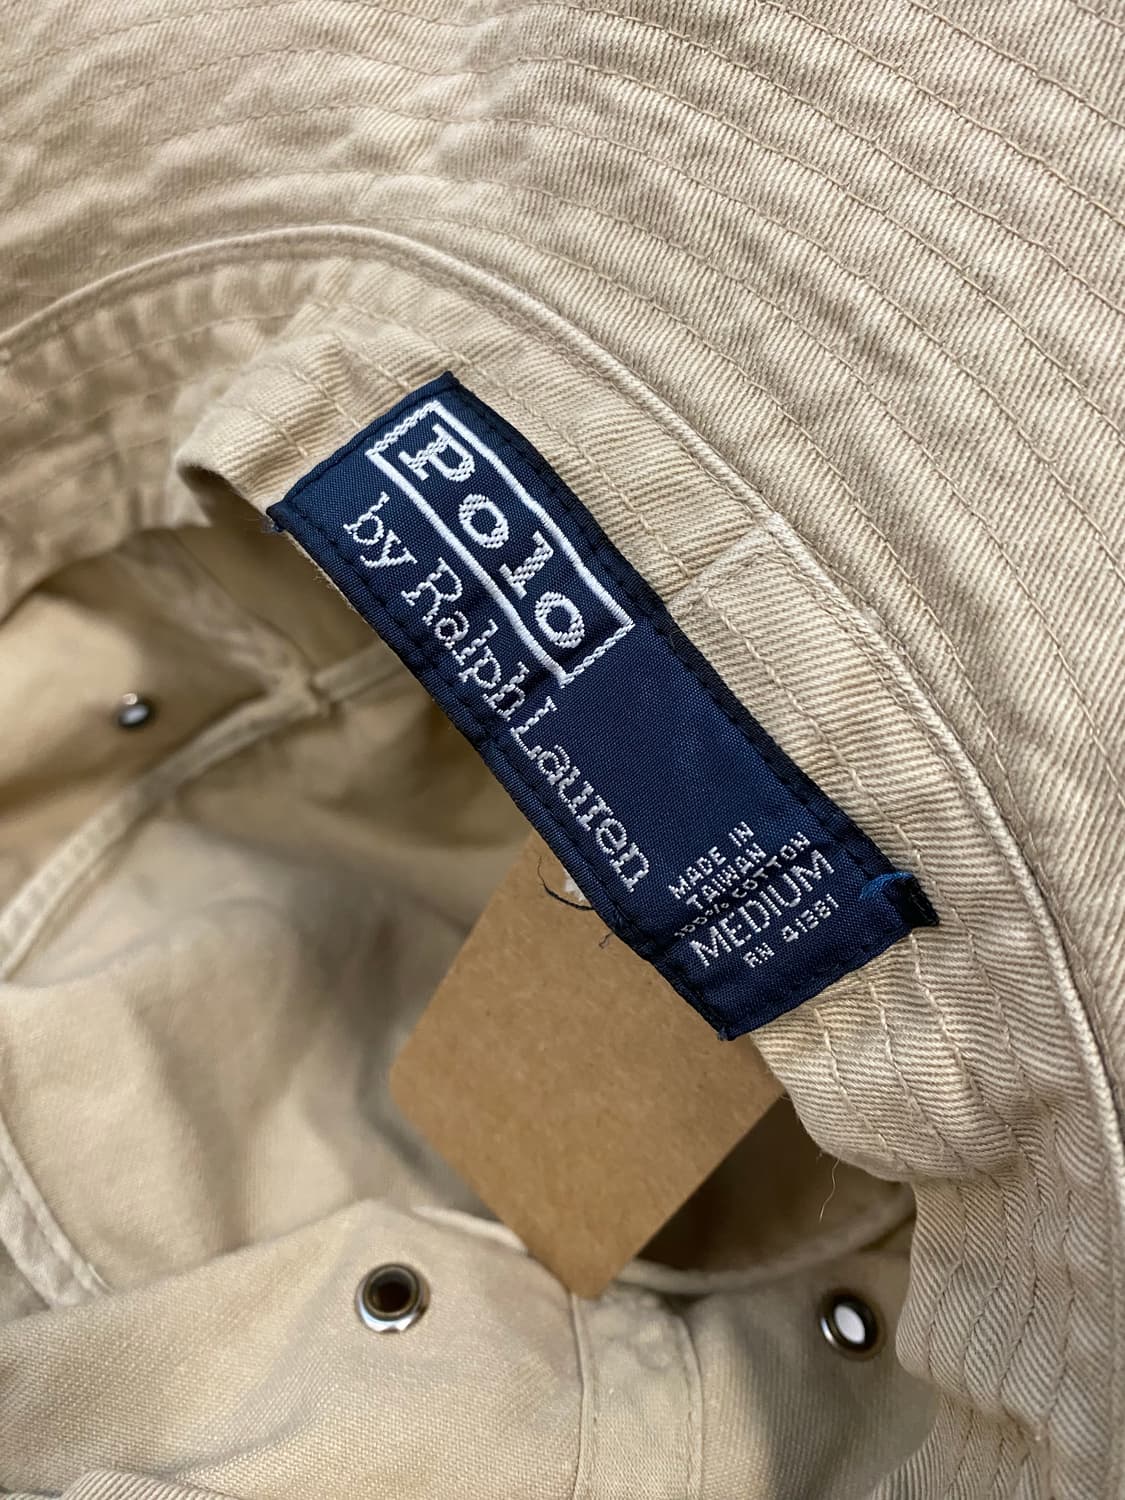 Polo
by Ralph Lauren
MADE IN
TAIWAN
100% COTTON
MEDIUM
RN 41381